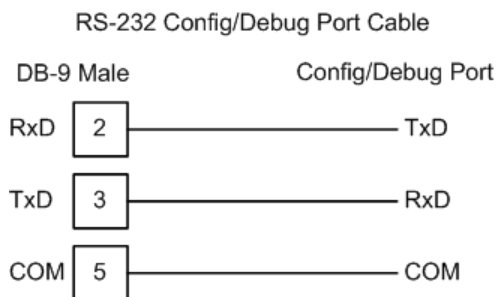 RS-232 Config/Debug Port Cable
DB-9 Male Config/Debug Port
RxD 2 TxD
TxD 3 RxD
COM 5 COM